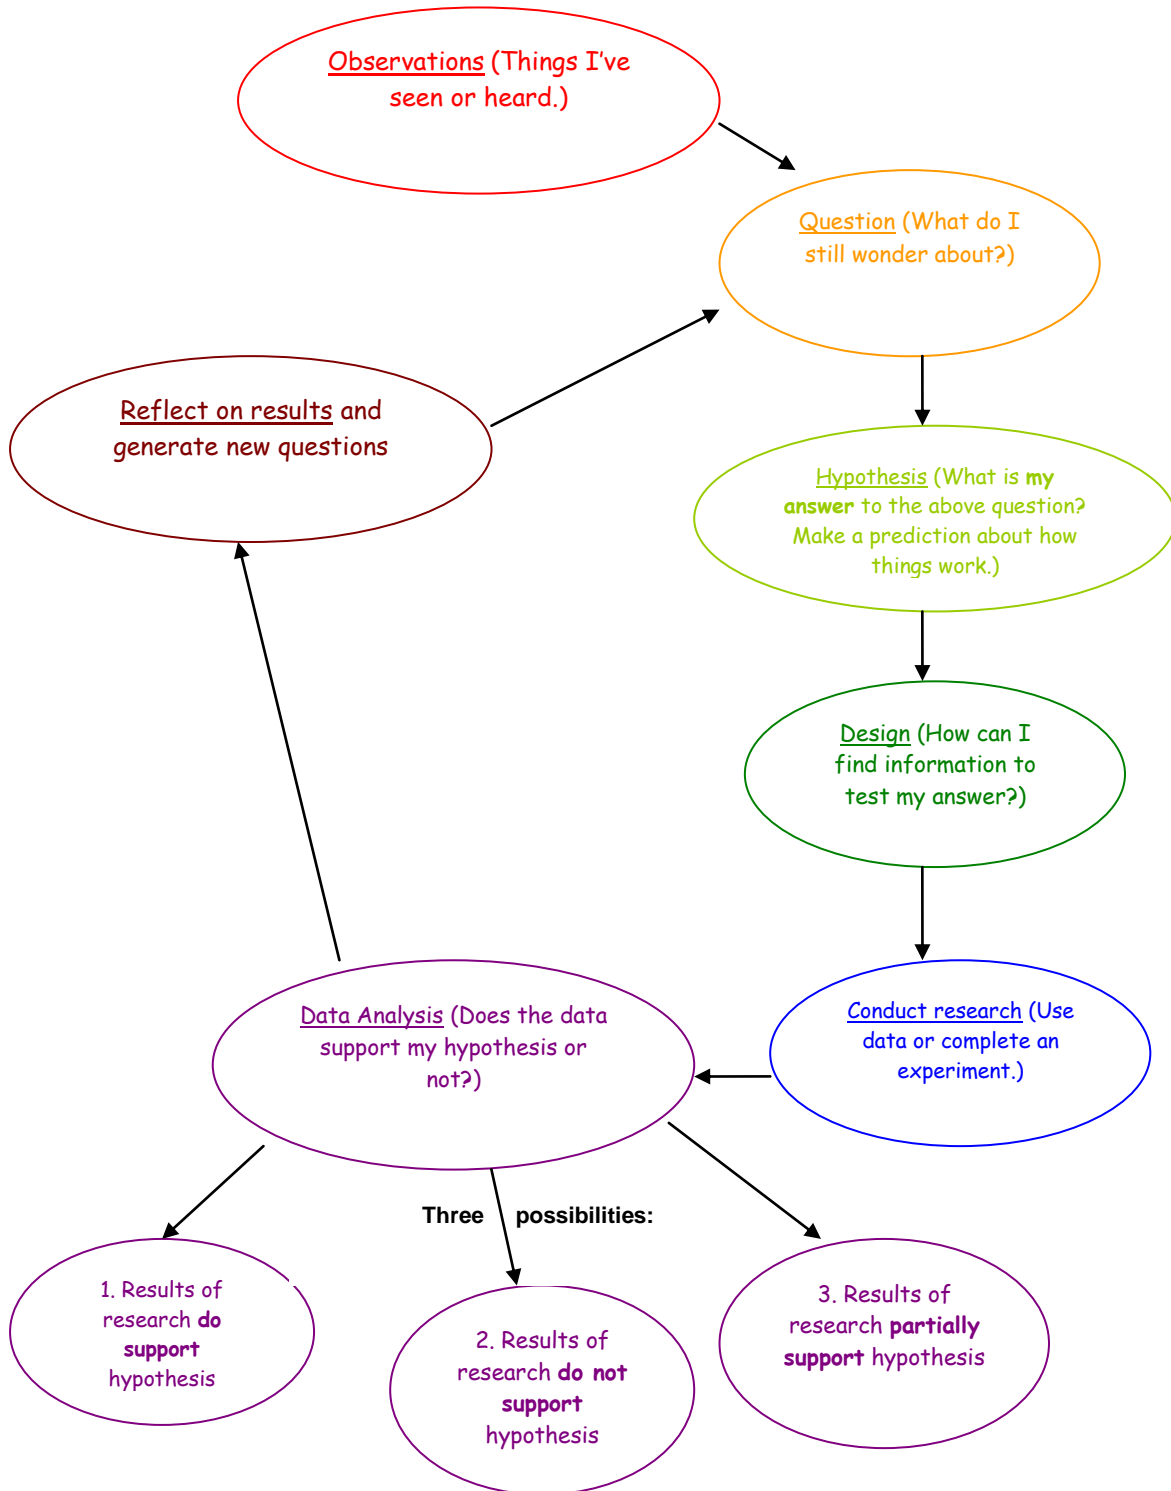 Observations (Things I've
seen or heard.)
Question (What do I
still wonder about?)
Reflect on results and
generate new questions
Hypothesis (What is my
answer to the above question?
Make a prediction about how
things work.)
Design (How can I
find information to
test my answer?)
Conduct research (Use
data or complete an
experiment.)
Data Analysis (Does the data
support my hypothesis or
not?)
Three possibilities:
1. Results of
research do
support
hypothesis
2. Results of
research do not
support
hypothesis
3. Results of
research partially
support hypothesis